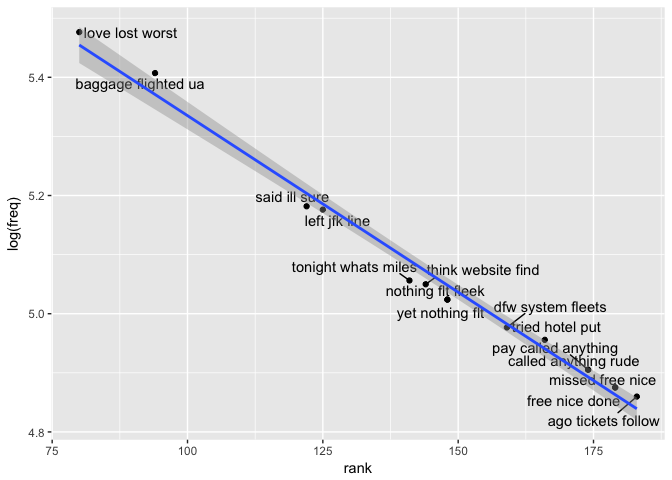 love lost worst
5.4
baggage flighted ua
log(freq)
5.2
said ill sure
left jfk line
tonight whats miles
think website find
nothing flt fleek
5.0
yet nothing flt
dfw system fleets
tried hotel put
pay called anything
called anything rude
missed free nice
free nice done
ago tickets follow
4.8
75
100
125
150
175
rank